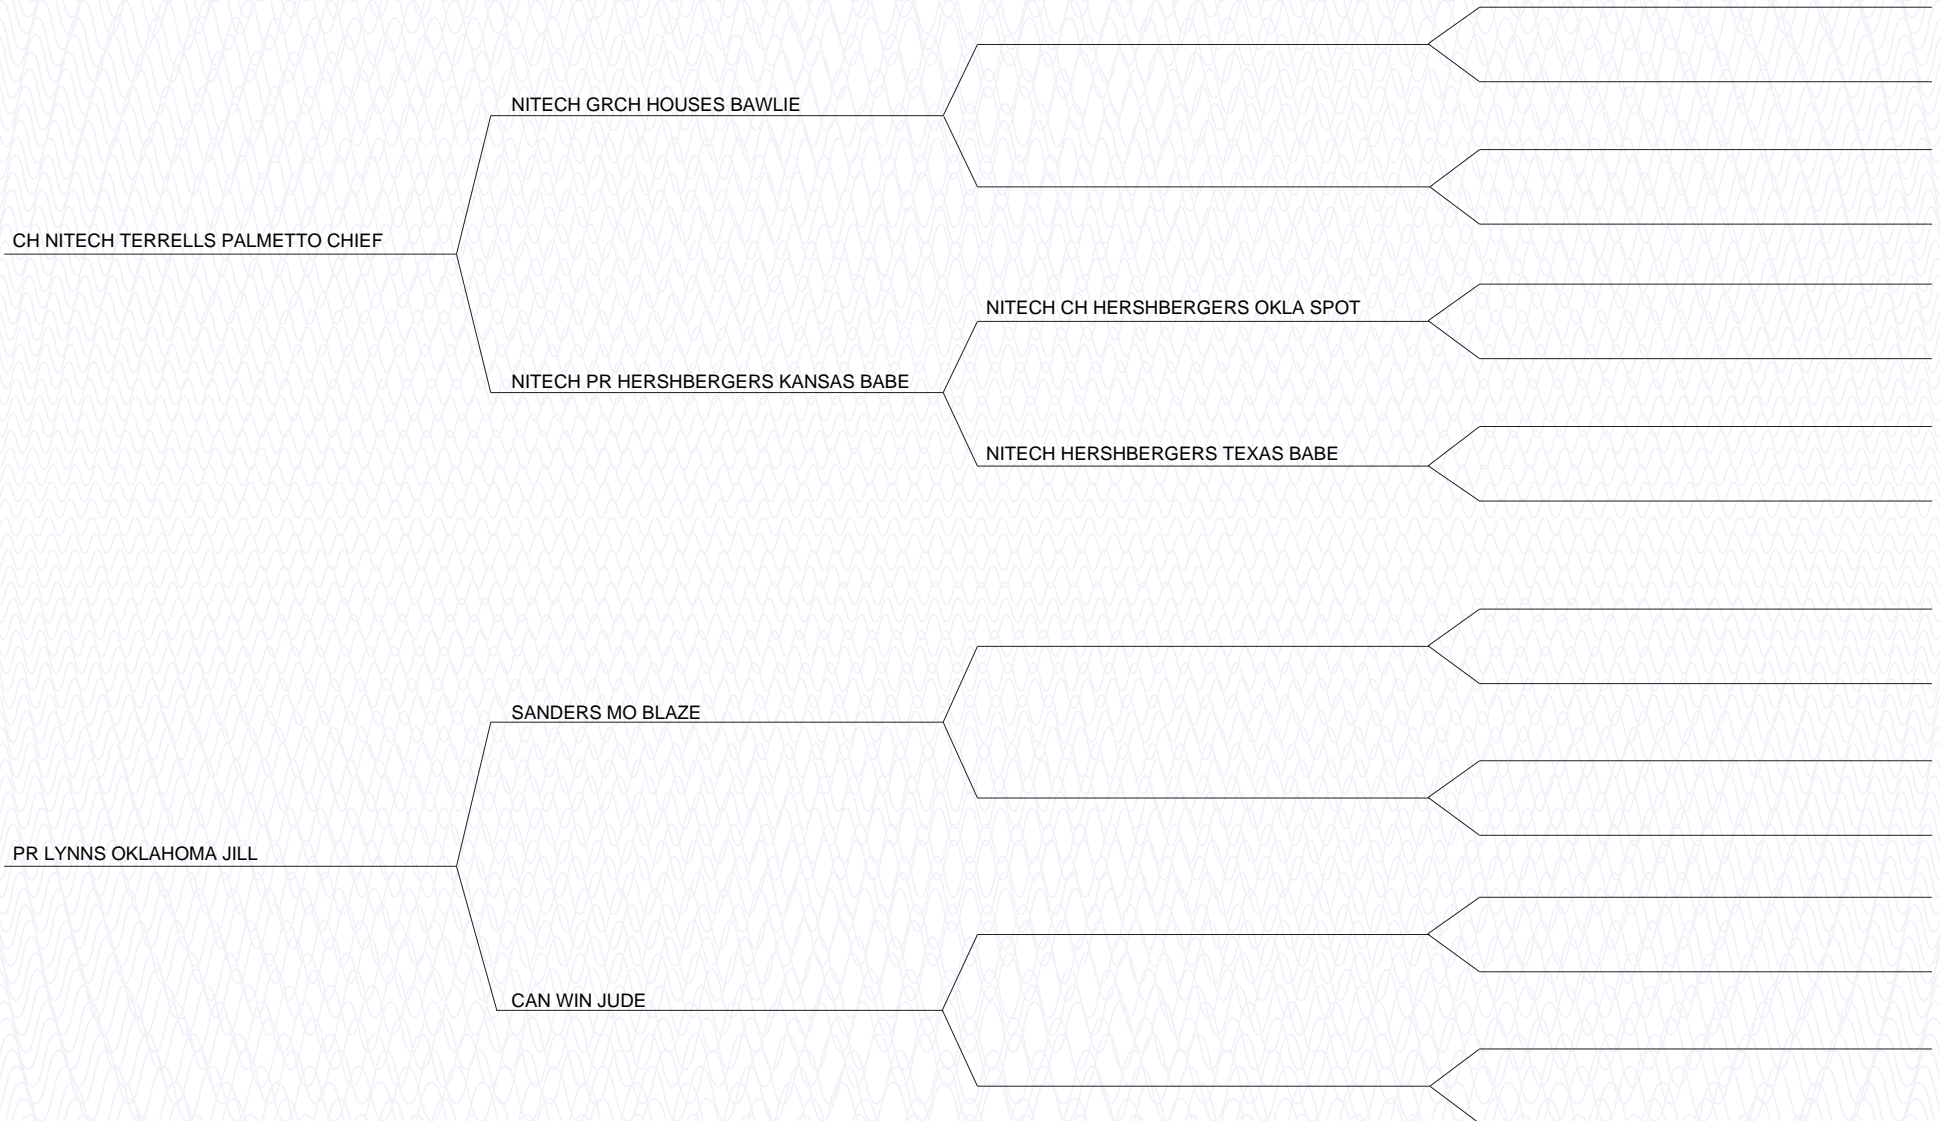 NITECH GRCH HOUSES BAWLIE
CH NITECH TERRELLS PALMETTO CHIEF
NITECH CH HERSHBERGERS OKLA SPOT
NITECH PR HERSHBERGERS KANSAS BABE
NITECH HERSHBERGERS TEXAS BABE
SANDERS MO BLAZE
PR LYNNS OKLAHOMA JILL
CAN WIN JUDE